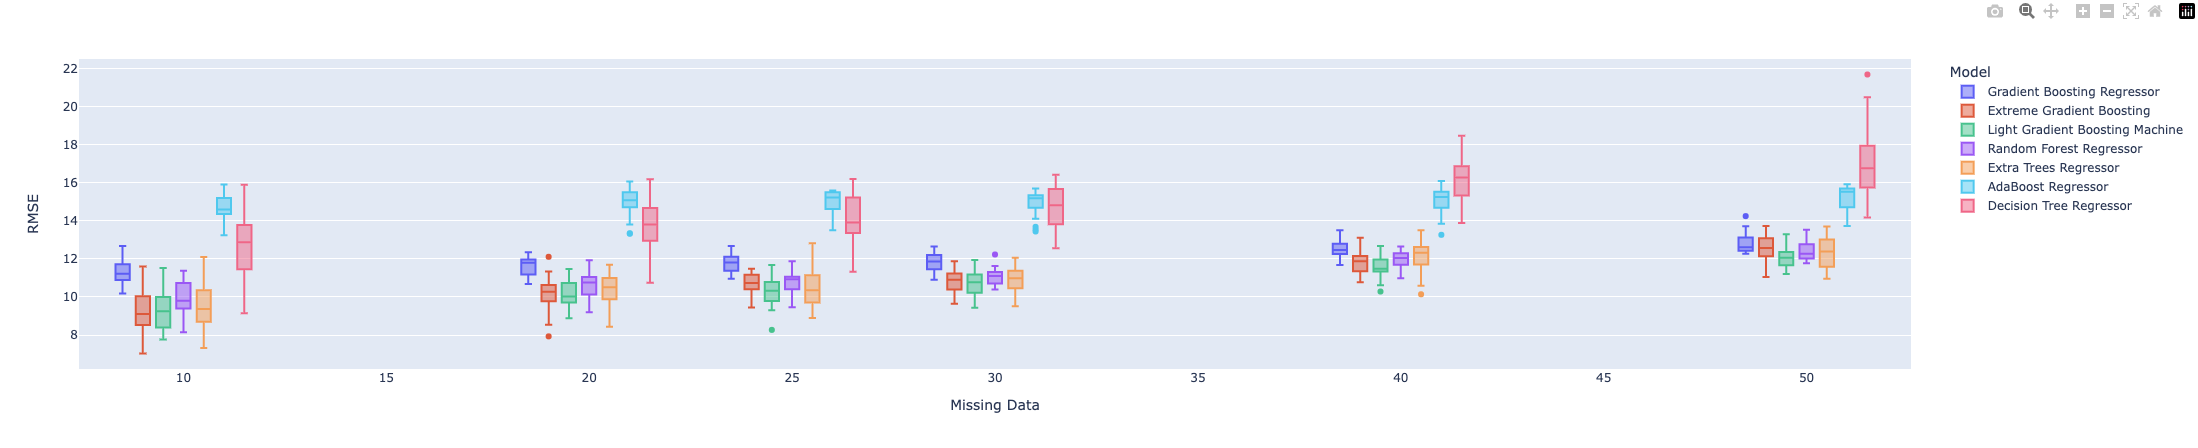 22
20
18
16
14
12
10
8
RMSE
10
15
20
25
30
35
40
45
50
Missing Data
Model
Gradient Boosting Regressor
Extreme Gradient Boosting
Light Gradient Boosting Machine
Random Forest Regressor
Extra Trees Regressor
AdaBoost Regressor
Decision Tree Regressor